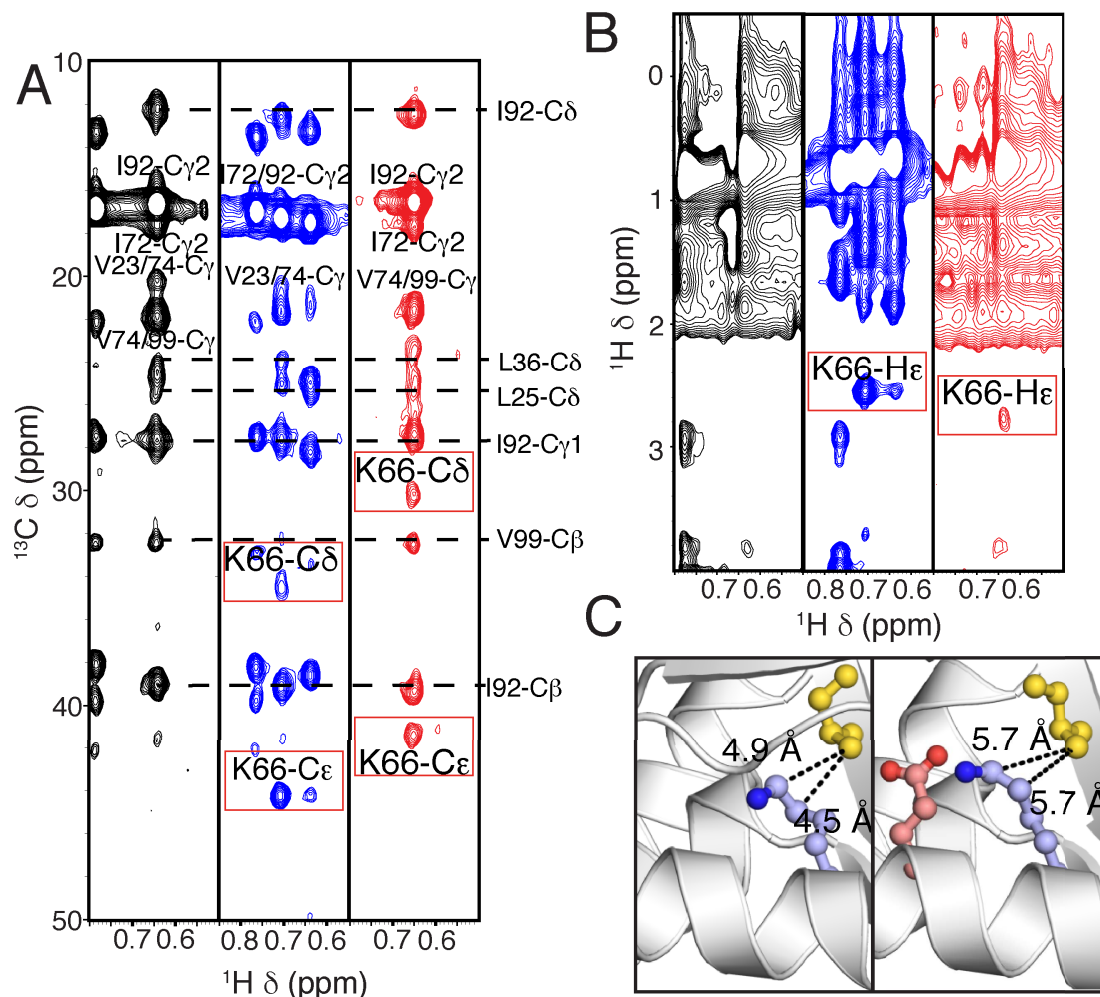 A
10
20
30
40
50
¹³C δ (ppm)
I92-Cγ2
I72/92-Cγ2
I92-Cγ2
I72-Cγ2
I72-Cγ2
V23/74-Cγ
V23/74-Cγ
V74/99-Cγ
V74/99-Cγ
K66-Cδ
K66-Cδ
K66-Cε
K66-Cε
I92-Cδ
L36-Cδ
L25-Cδ
I92-Cγ1
V99-Cβ
I92-Cβ
0.7 0.6
0.8 0.7 0.6
0.7 0.6
¹H δ (ppm)
B
0
1
2
3
¹H δ (ppm)
K66-Hε
K66-Hε
0.7 0.6
0.8 0.7 0.6
0.7 0.6
¹H δ (ppm)
C
4.9 Å
4.5 Å
5.7 Å
5.7 Å